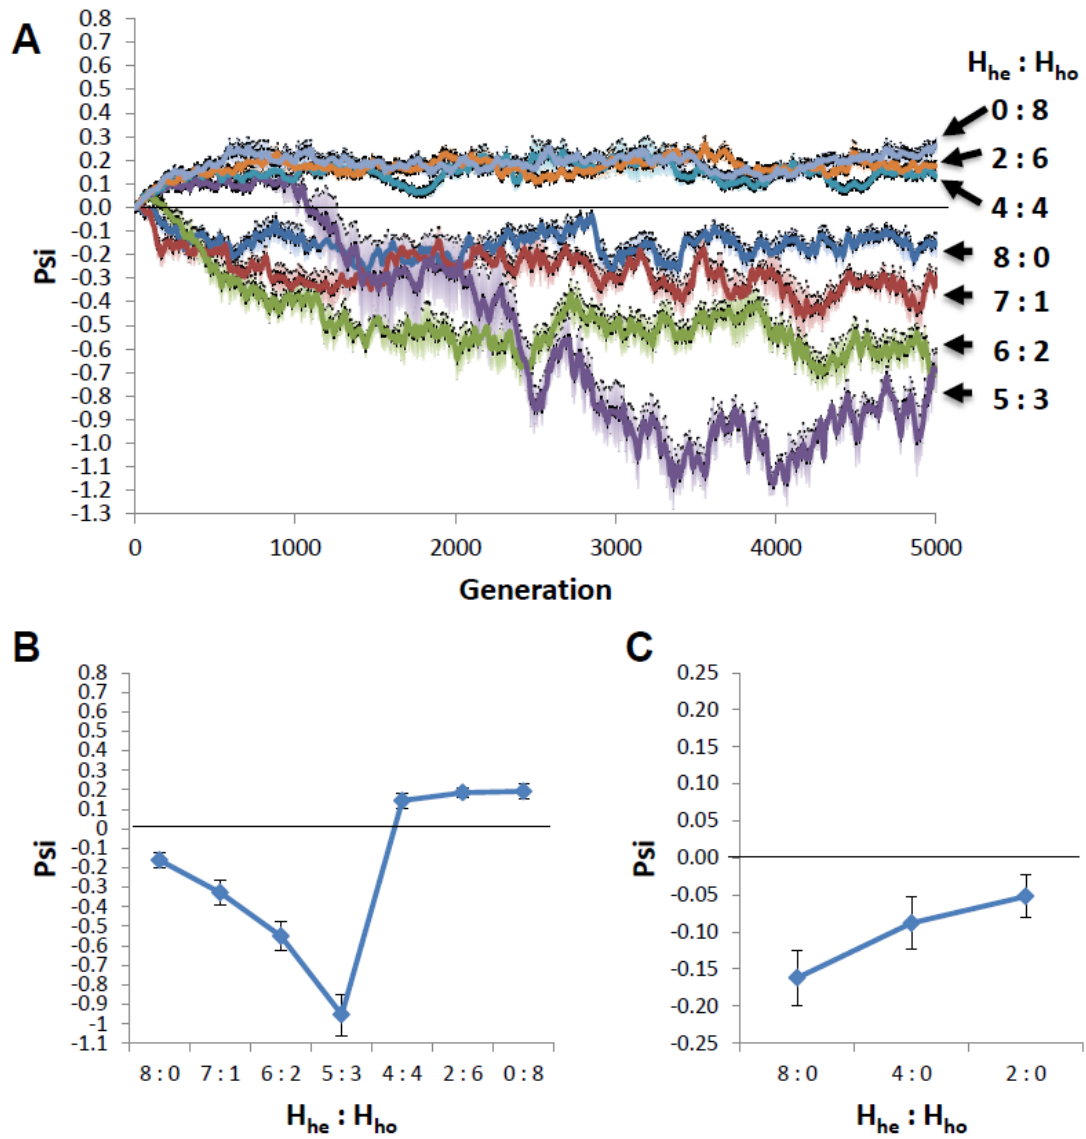 A
0.8
0.7
0.6
0.5
0.4
0.3
0.2
0.1
0.0
-0.1
-0.2
-0.3
-0.4
-0.5
-0.6
-0.7
-0.8
-0.9
-1.0
-1.1
-1.2
-1.3
Psi
0 1000 2000 3000 4000 5000
Generation
Hhe : Hho
0 : 8
2 : 6
4 : 4
8 : 0
7 : 1
6 : 2
5 : 3
B
0.8
0.7
0.6
0.5
0.4
0.3
0.2
0.1
0
-0.1
-0.2
-0.3
-0.4
-0.5
-0.6
-0.7
-0.8
-0.9
-1
-1.1
Psi
8 : 0 7 : 1 6 : 2 5 : 3 4 : 4 2 : 6 0 : 8
Hhe : Hho
C
0.25
0.20
0.15
0.10
0.05
0.00
-0.05
-0.10
-0.15
-0.20
-0.25
Psi
8 : 0 4 : 0 2 : 0
Hhe : Hho